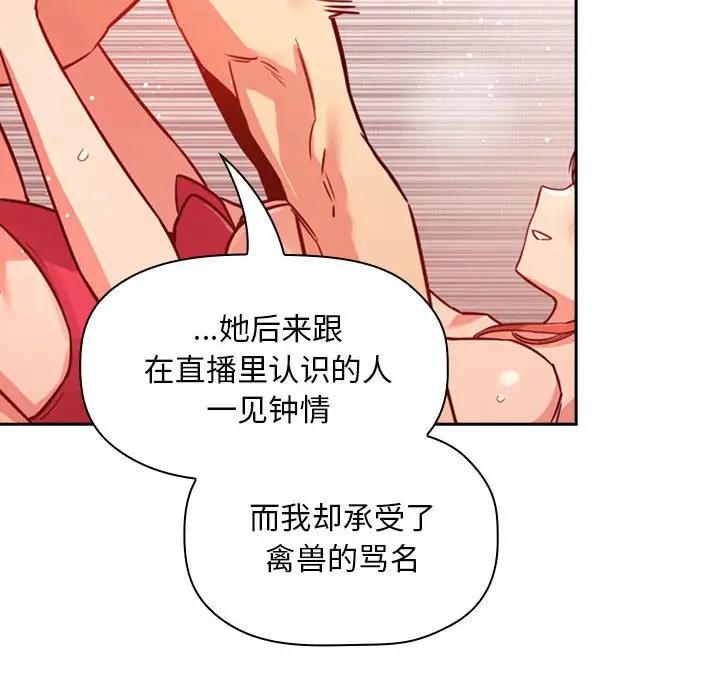 ...她后来跟
在直播里认识的人
一见钟情
而我却承受了
禽兽的骂名